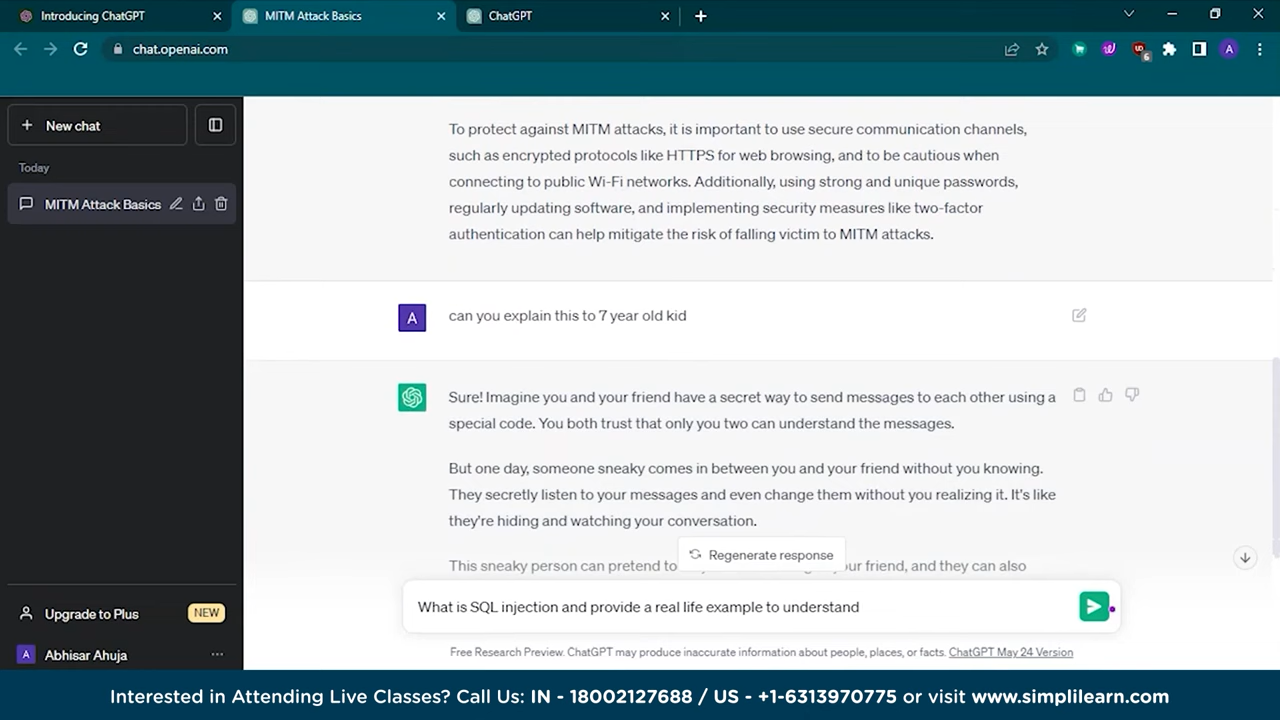 Introducing ChatGPT
MITM Attack Basics
ChatGPT
chat.openai.com
6
A
New chat
Today
MITM Attack Basics
To protect against MITM attacks, it is important to use secure communication channels,
such as encrypted protocols like HTTPS for web browsing, and to be cautious when
connecting to public Wi-Fi networks. Additionally, using strong and unique passwords,
regularly updating software, and implementing security measures like two-factor
authentication can help mitigate the risk of falling victim to MITM attacks.
A
can you explain this to 7 year old kid
Sure! Imagine you and your friend have a secret way to send messages to each other using a
special code. You both trust that only you two can understand the messages.
But one day, someone sneaky comes in between you and your friend without you knowing.
They secretly listen to your messages and even change them without you realizing it. It's like
they're hiding and watching your conversation.
Regenerate response
This sneaky person can pretend to friend, and they can also
What is SQL injection and provide a real life example to understand
Free Research Preview. ChatGPT may produce inaccurate information about people, places, or facts. ChatGPT May 24 Version
Upgrade to Plus
NEW
A
Abhisar Ahuja
Interested in Attending Live Classes? Call Us: IN - 18002127688 / US - +1-6313970775 or visit www.simplilearn.com